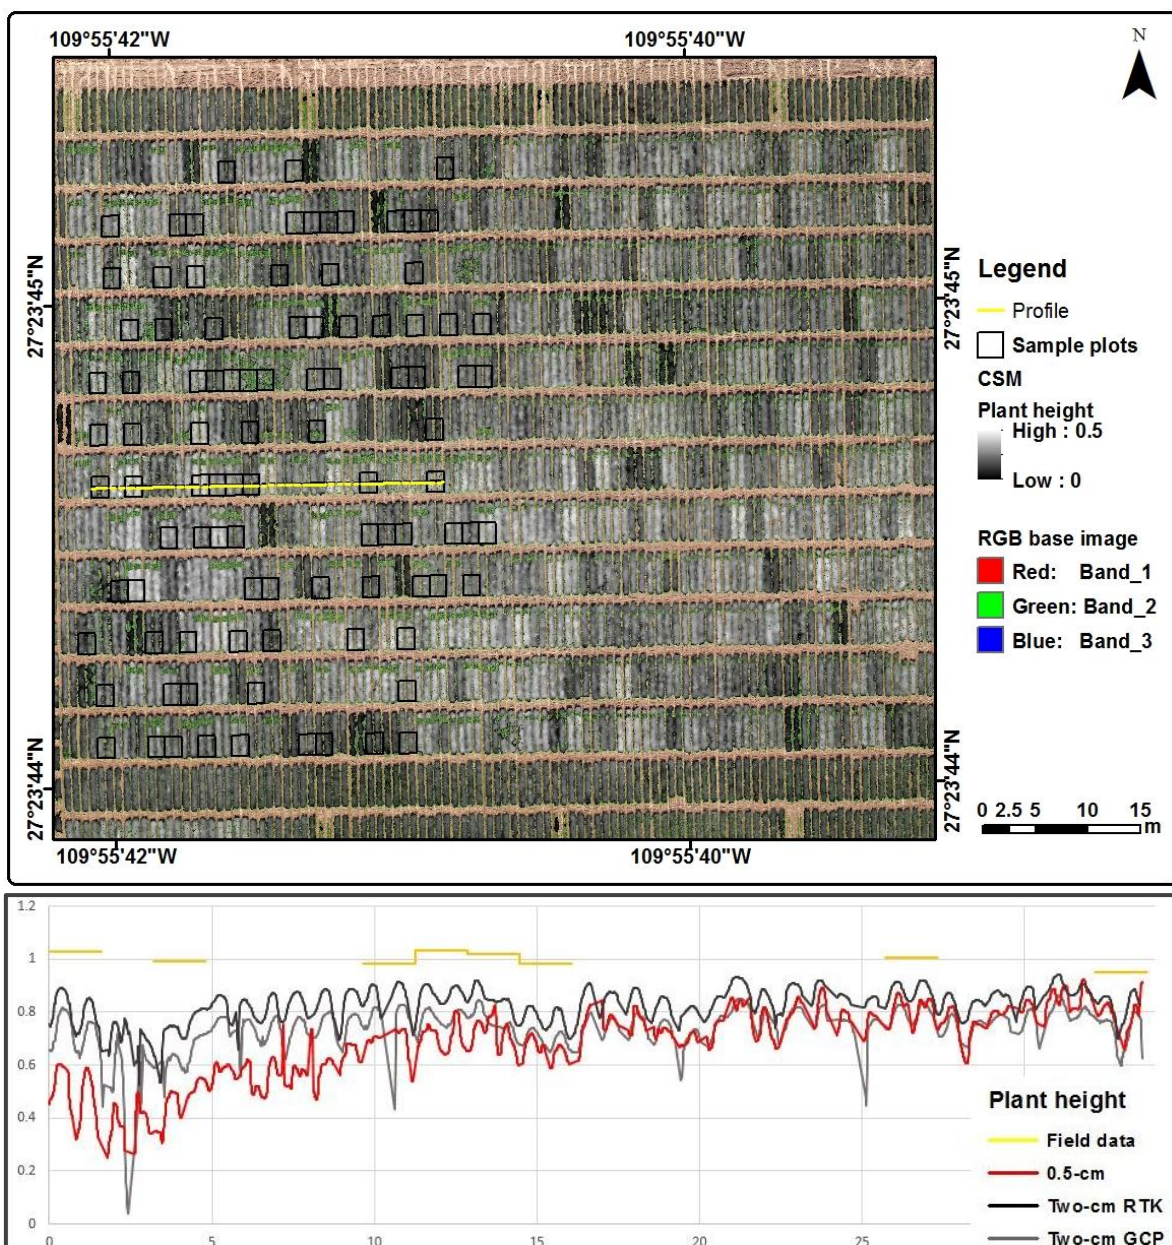 109°55'42"W
109°55'40"W
N
27°23'45"N
27°23'45"N
Legend
Profile
Sample plots
CSM
Plant height
High : 0.5
Low : 0
RGB base image
Red: Band_1
Green: Band_2
Blue: Band_3
27°23'44"N
27°23'44"N
0 2.5 5 10 15
m
109°55'42"W
109°55'40"W
1.2
1
0.8
0.6
0.4
0.2
0
0 5 10 15 20 25
Plant height
Field data
0.5-cm
Two-cm RTK
Two-cm GCP